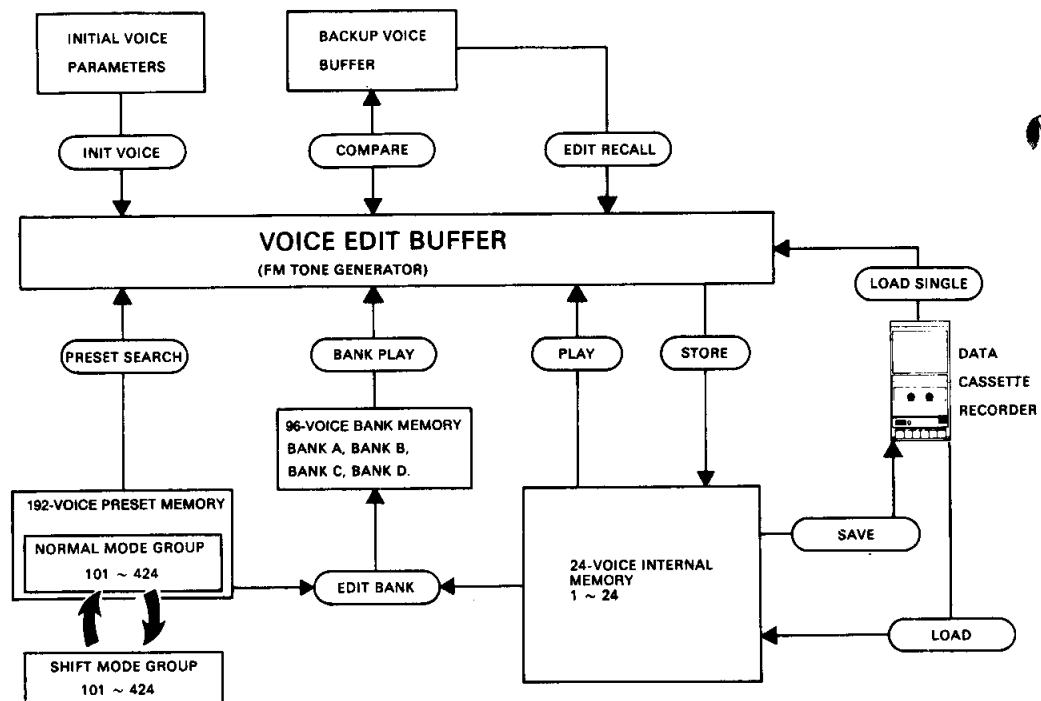 INITIAL VOICE
PARAMETERS
BACKUP VOICE
BUFFER
INIT VOICE
COMPARE
EDIT RECALL
VOICE EDIT BUFFER
(FM TONE GENERATOR)
LOAD SINGLE
PRESET SEARCH
BANK PLAY
PLAY
STORE
DATA
CASSETTE
RECORDER
96-VOICE BANK MEMORY
BANK A, BANK B,
BANK C, BANK D.
192-VOICE PRESET MEMORY
NORMAL MODE GROUP
101 ~ 424
EDIT BANK
24-VOICE INTERNAL
MEMORY
1 ~ 24
SAVE
LOAD
SHIFT MODE GROUP
101 ~ 424